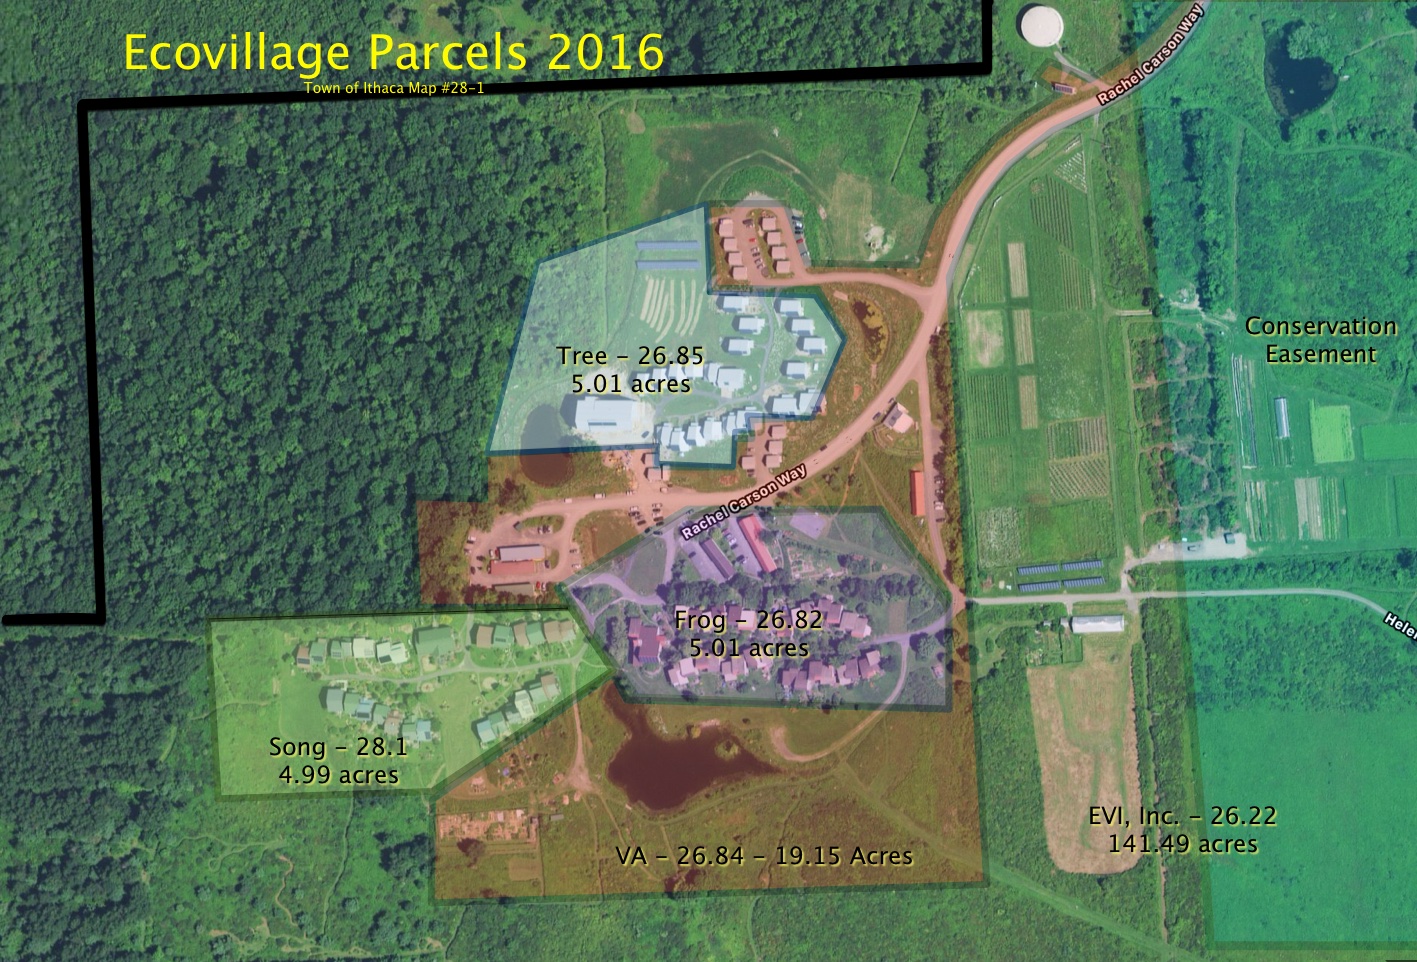 Ecovillage Parcels 2016
Town of Ithaca Map #28-1
Rachel Carson Way
Conservation
Easement
Tree - 26.85
5.01 acres
Rachel Carson Way
Frog - 26.82
5.01 acres
Helen
Song - 28.1
4.99 acres
EVI, Inc. - 26.22
141.49 acres
VA - 26.84 - 19.15 Acres